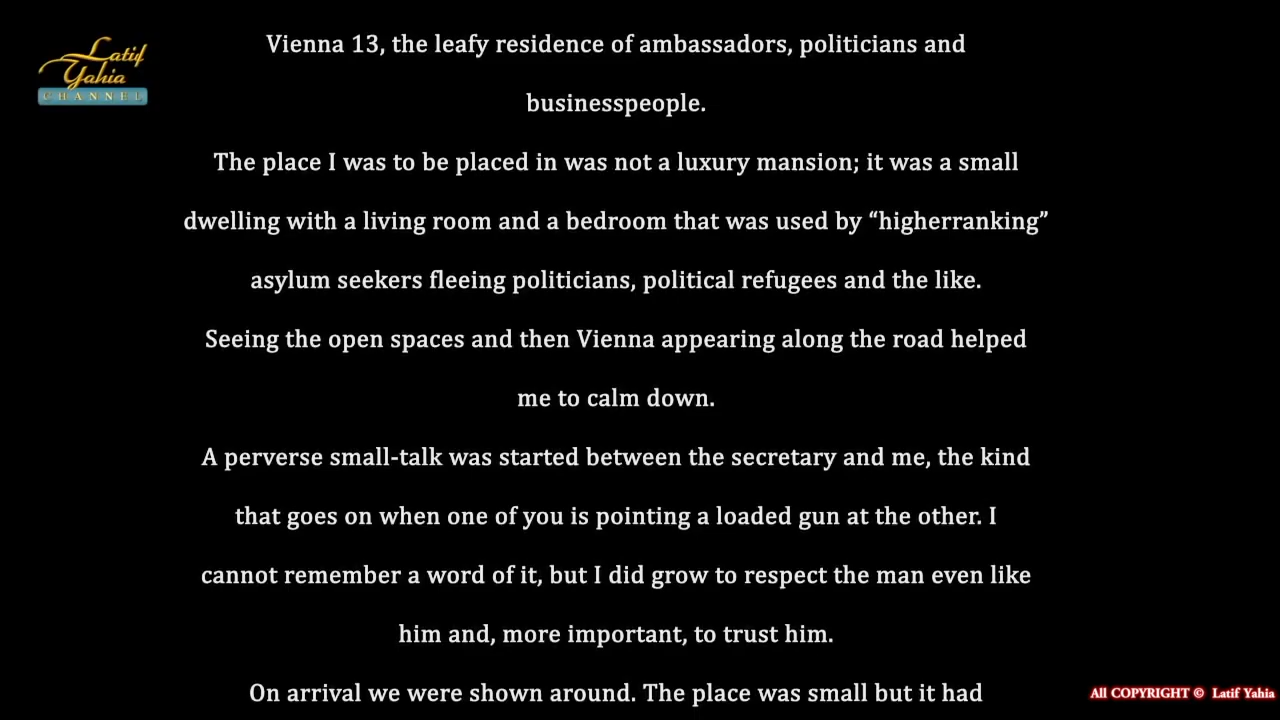 Latif
Yahia
CHANNEL
Vienna 13, the leafy residence of ambassadors, politicians and
businesspeople.
The place I was to be placed in was not a luxury mansion; it was a small
dwelling with a living room and a bedroom that was used by “higherranking”
asylum seekers fleeing politicians, political refugees and the like.
Seeing the open spaces and then Vienna appearing along the road helped
me to calm down.
A perverse small-talk was started between the secretary and me, the kind
that goes on when one of you is pointing a loaded gun at the other. I
cannot remember a word of it, but I did grow to respect the man even like
him and, more important, to trust him.
On arrival we were shown around. The place was small but it had
All COPYRIGHT © Latif Yahia